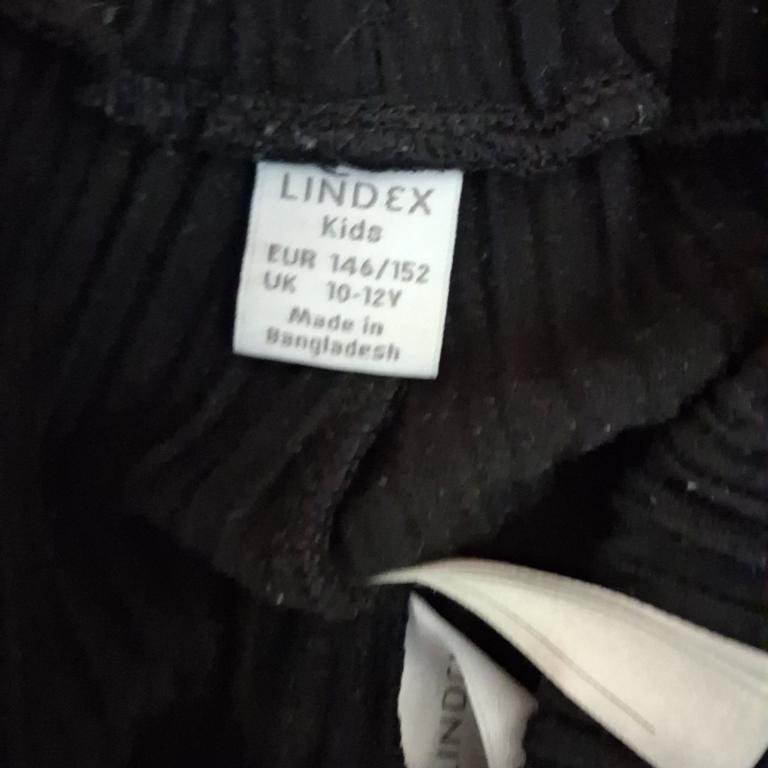 LINDEX
Kids
EUR 146/152
UK 10-12Y
Made in
Bangladesh